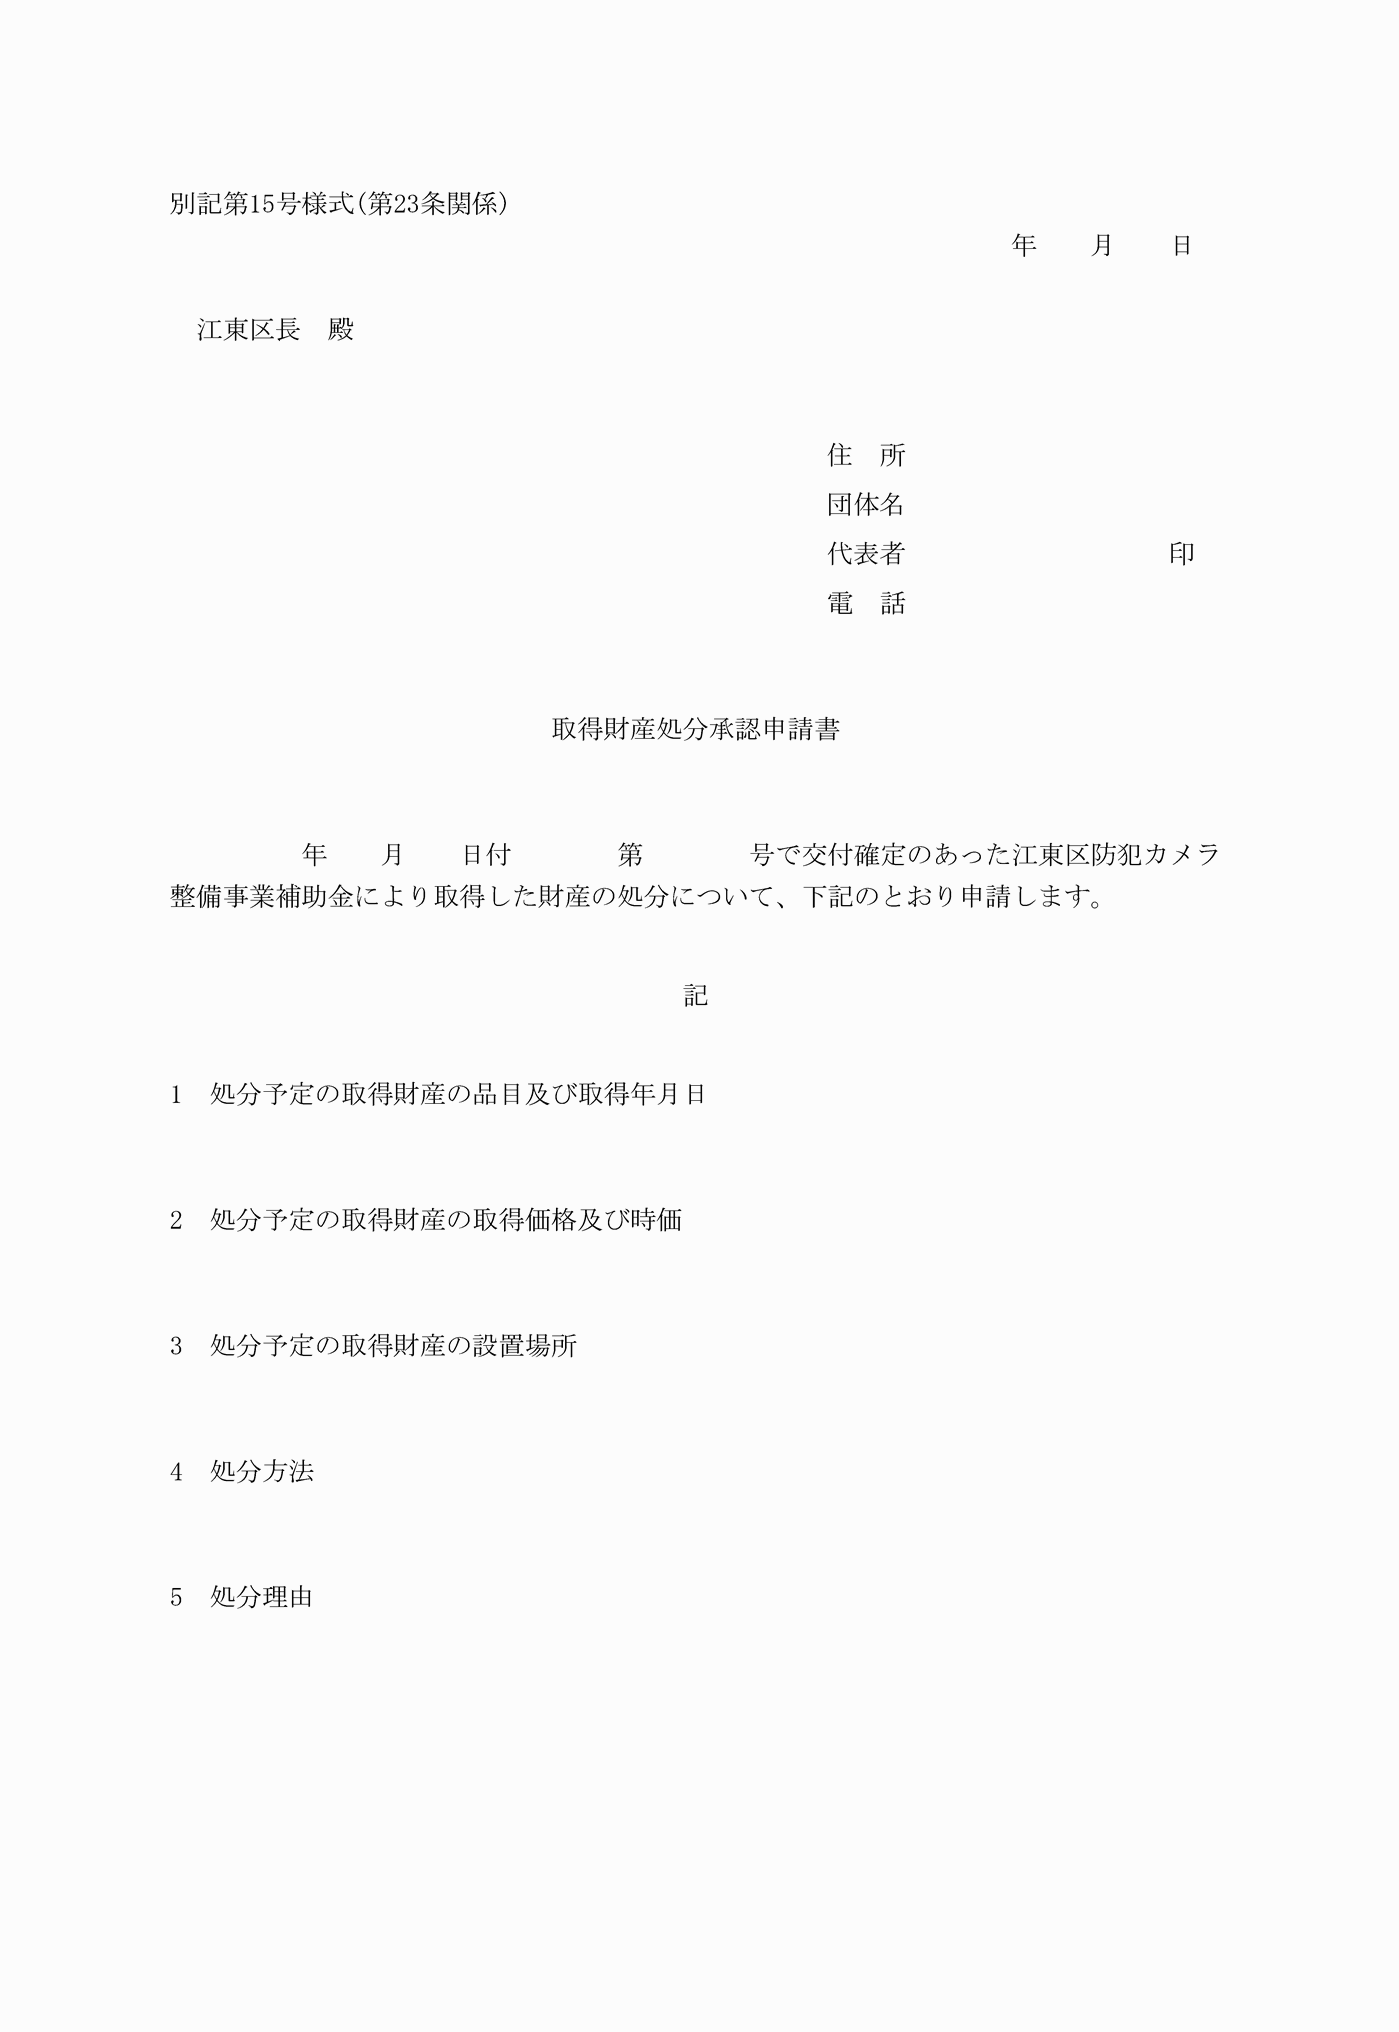 別記第15号様式(第23条関係)
年　　月　　日
江東区長　殿
住　所
団体名
代表者　　　　　　　　　　印
電　話
取得財産処分承認申請書
年　　月　　日付　　　　第　　　　号で交付確定のあった江東区防犯カメラ
整備事業補助金により取得した財産の処分について、下記のとおり申請します。
記
1　処分予定の取得財産の品目及び取得年月日
2　処分予定の取得財産の取得価格及び時価
3　処分予定の取得財産の設置場所
4　処分方法
5　処分理由